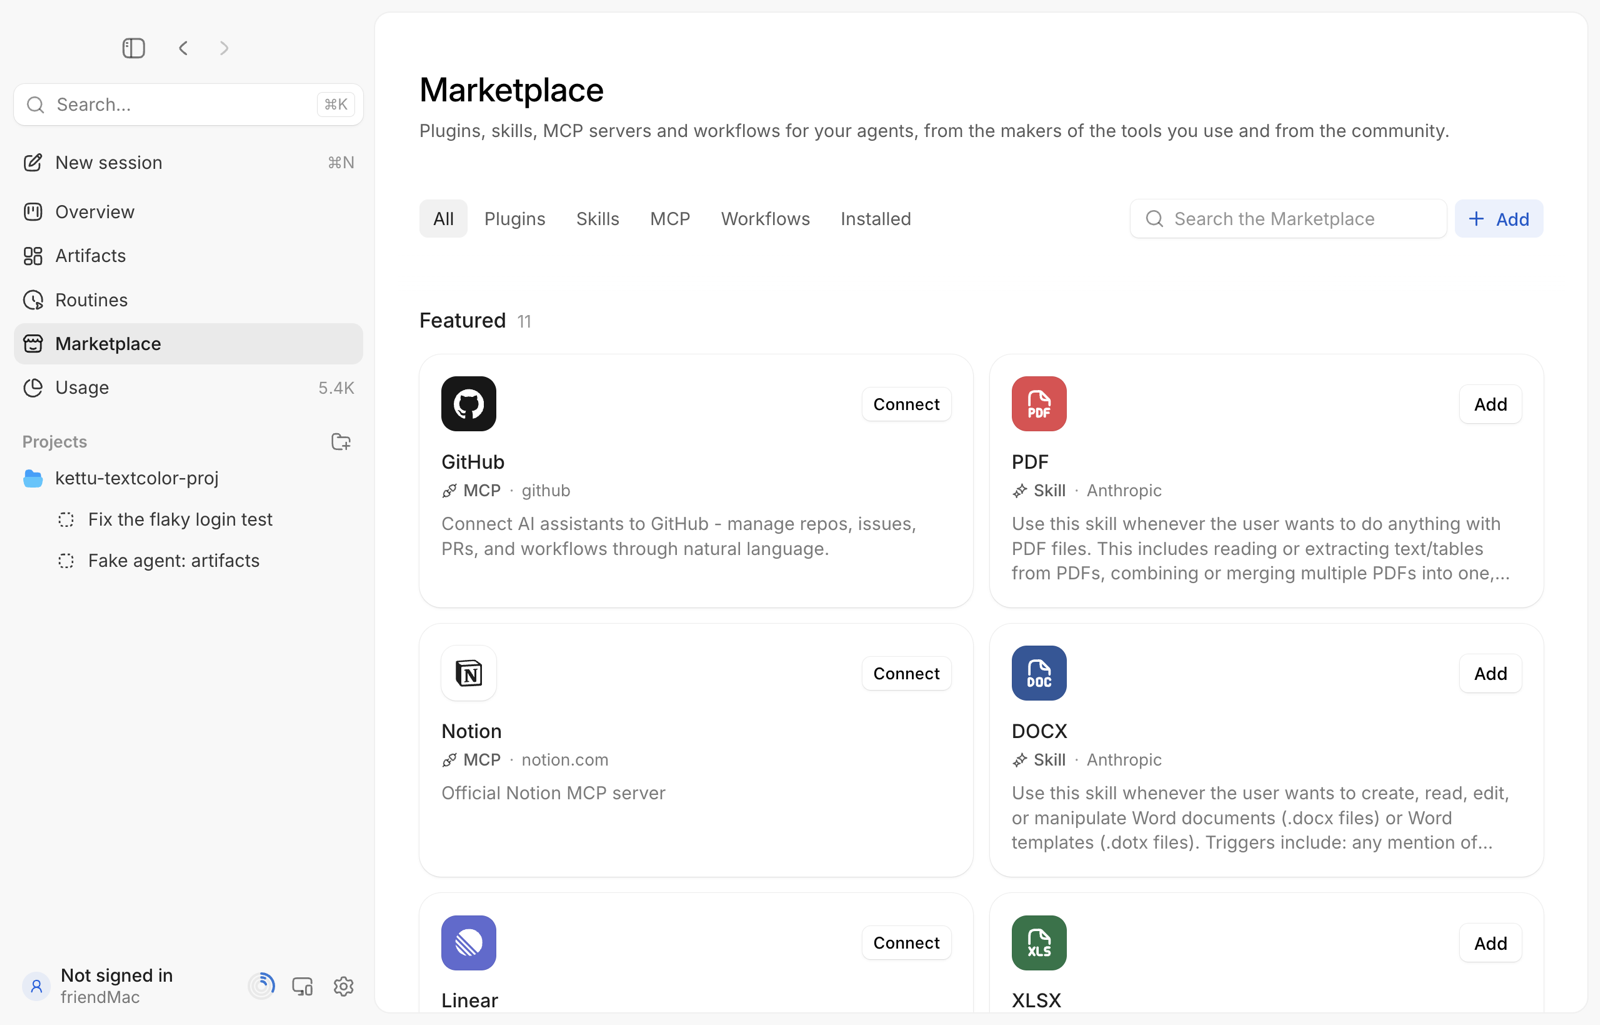 Search...
⌘K
New session
⌘N
Overview
Artifacts
Routines
Marketplace
Usage
5.4K
Projects
kettu-textcolor-proj
Fix the flaky login test
Fake agent: artifacts
Not signed in
friendMac
Marketplace
Plugins, skills, MCP servers and workflows for your agents, from the makers of the tools you use and from the community.
All
Plugins
Skills
MCP
Workflows
Installed
Search the Marketplace
+ Add
Featured 11
Connect
GitHub
MCP · github
Connect AI assistants to GitHub - manage repos, issues,
PRs, and workflows through natural language.
PDF
Add
PDF
Skill · Anthropic
Use this skill whenever the user wants to do anything with
PDF files. This includes reading or extracting text/tables
from PDFs, combining or merging multiple PDFs into one,...
N
Connect
Notion
MCP · notion.com
Official Notion MCP server
DOC
Add
DOCX
Skill · Anthropic
Use this skill whenever the user wants to create, read, edit,
or manipulate Word documents (.docx files) or Word
templates (.dotx files). Triggers include: any mention of...
Connect
Linear
XLS
Add
XLSX